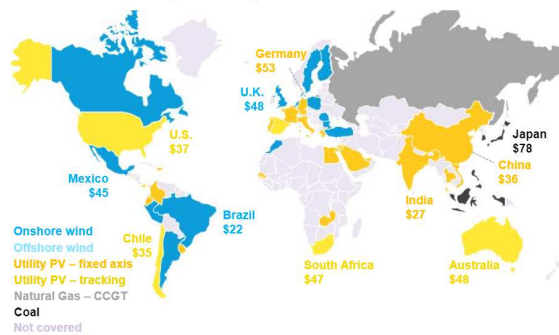 Germany
$53
U.K.
$48
U.S.
$37
Japan
$78
China
$36
Mexico
$45
India
$27
Brazil
$22
Chile
$35
South Africa
$47
Australia
$48
Onshore wind
Offshore wind
Utility PV – fixed axis
Utility PV – tracking
Natural Gas – CCGT
Coal
Not covered